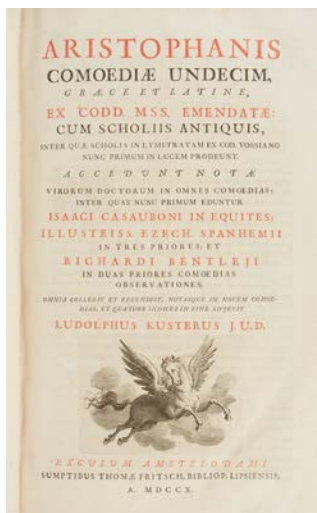 ARISTOPHANIS
COMOEDIÆ UNDECIM,
GRÆCE ET LATINE,
EX CODD. MSS. EMENDATÆ:
CUM SCHOLIIS ANTIQUIS,
INTER QUÆ SCHOLIA IN LYSISTRATAM EX COD. VOSSIANO
NUNC PRIMUM IN LUCEM PRODEUNT.
ACCEDUNT NOTÆ
VIRORUM DOCTORUM IN OMNES COMOEDIAS:
INTER QUAS NUNC PRIMUM EDUNTUR
ISAACI CASAUBONI IN EQUITES:
ILLUSTRISS. EZECH. SPANHEMII
IN TRES PRIORES: ET
RICHARDI BENTLEJI
IN DUAS PRIORES COMOEDIAS
OBSERVATIONES.
OMNIA COLLEGIT ET RECENSUIT, NOTASQUE IN NOVEM COMOE-
DIAS, ET QUATUOR INDICES IN FINE ADJECIT
LUDOLPHUS KUSTERUS J.U.D.
EXCUSUM AMSTELODAMI
SUMPTIBUS THOMÆ FRITSCH, BIBLIOP. LIPSIENSIS,
A. MDCCX.